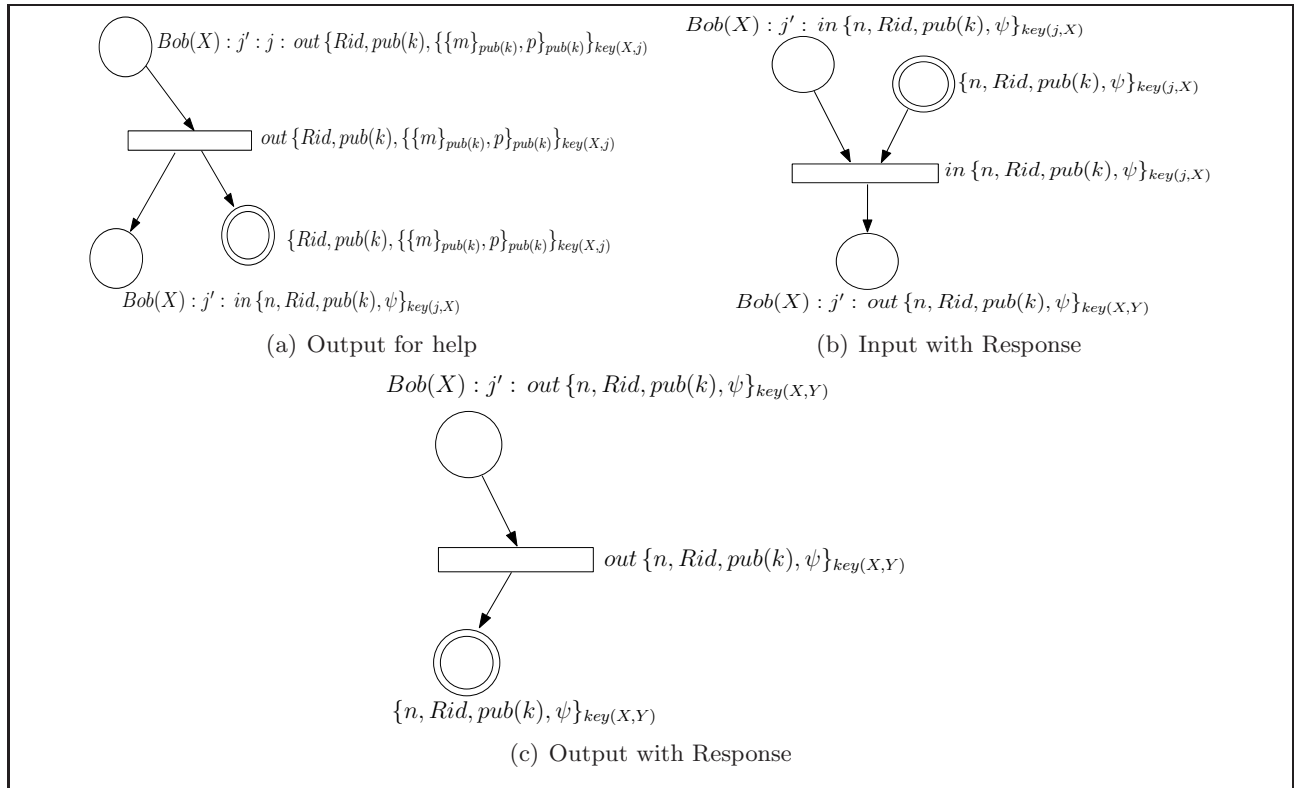 Bob(X) : j′ : j : out {Rid, pub(k), {{m}_{pub(k)}, p}_{pub(k)}}_{key(X,j)}
out {Rid, pub(k), {{m}_{pub(k)}, p}_{pub(k)}}_{key(X,j)}
{Rid, pub(k), {{m}_{pub(k)}, p}_{pub(k)}}_{key(X,j)}
Bob(X) : j′ : in {n, Rid, pub(k), ψ}_{key(j,X)}
(a) Output for help
Bob(X) : j′ : in {n, Rid, pub(k), ψ}_{key(j,X)}
{n, Rid, pub(k), ψ}_{key(j,X)}
in {n, Rid, pub(k), ψ}_{key(j,X)}
Bob(X) : j′ : out {n, Rid, pub(k), ψ}_{key(X,Y)}
(b) Input with Response
Bob(X) : j′ : out {n, Rid, pub(k), ψ}_{key(X,Y)}
out {n, Rid, pub(k), ψ}_{key(X,Y)}
{n, Rid, pub(k), ψ}_{key(X,Y)}
(c) Output with Response